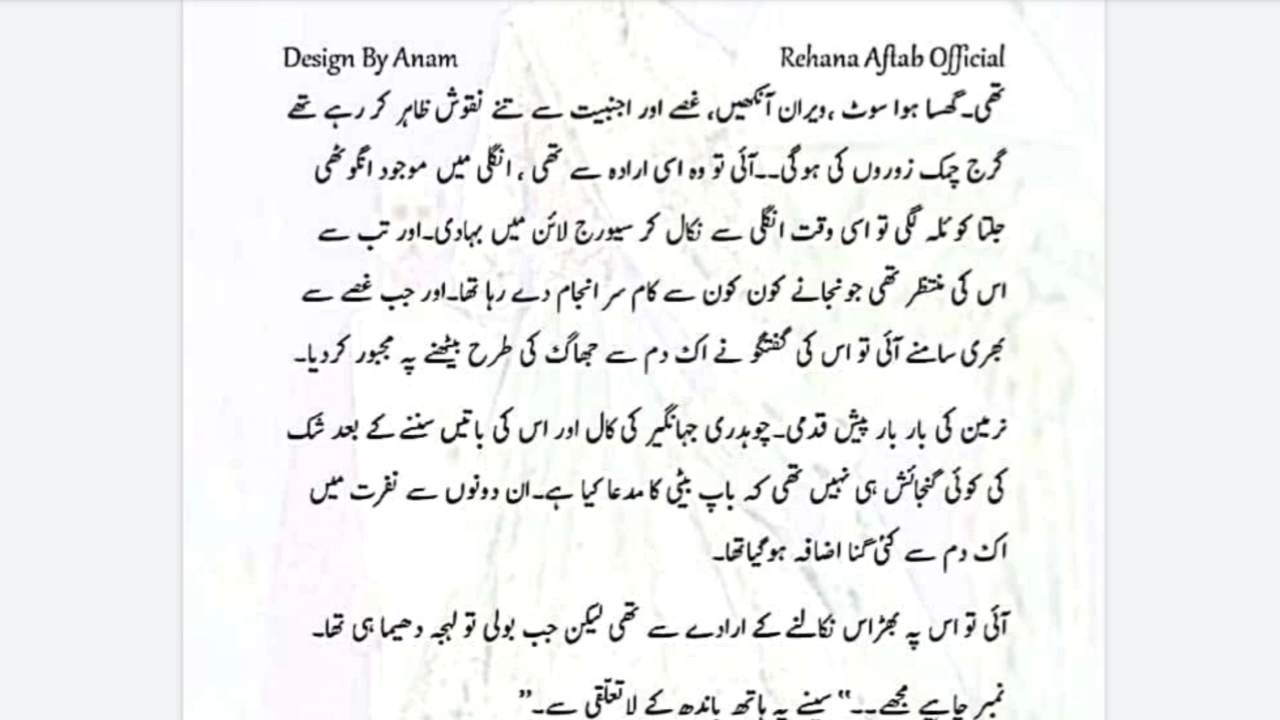 Design By Anam
Rehana Aftab Official
تھی۔گھسا ہوا سوٹ ،ویران آنکھیں، غصے اور اجنبیت سے تنے نقوش ظاہر کر رہے تھے
گرج چمک زوروں کی ہوگی۔۔آئی تو وہ اسی ارادہ سے تھی ، انگلی میں موجود انگوٹھی
جلتا کوئلہ لگی تو اسی وقت انگلی سے نکال کر سیورج لائن میں بہادی۔اور تب سے
اس کی منتظر تھی جونجانے کون کون سے کام سر انجام دے رہا تھا۔اور جب غصے سے
بھری سامنے آئی تو اس کی گفتگو نے اک دم سے جھاگ کی طرح بیٹھنے پہ مجبور کردیا۔
نرمین کی بار بار پیش قدمی۔چوہدری جہانگیر کی کال اور اس کی باتیں سننے کے بعد شک
کی کوئی گنجائش ہی نہیں تھی کہ باپ بیٹی کا مدعا کیا ہے۔ان دونوں سے نفرت میں
اک دم سے کئی گنا اضافہ ہوگیاتھا۔
آئی تو اس پہ بھڑاس نکالنے کے ارادے سے تھی لیکن جب بولی تو لہجہ دھیما ہی تھا۔
نمبر چاہیے مجھے۔۔“ سینے پہ ہاتھ باندھ کے لاتعلّقی سے۔”